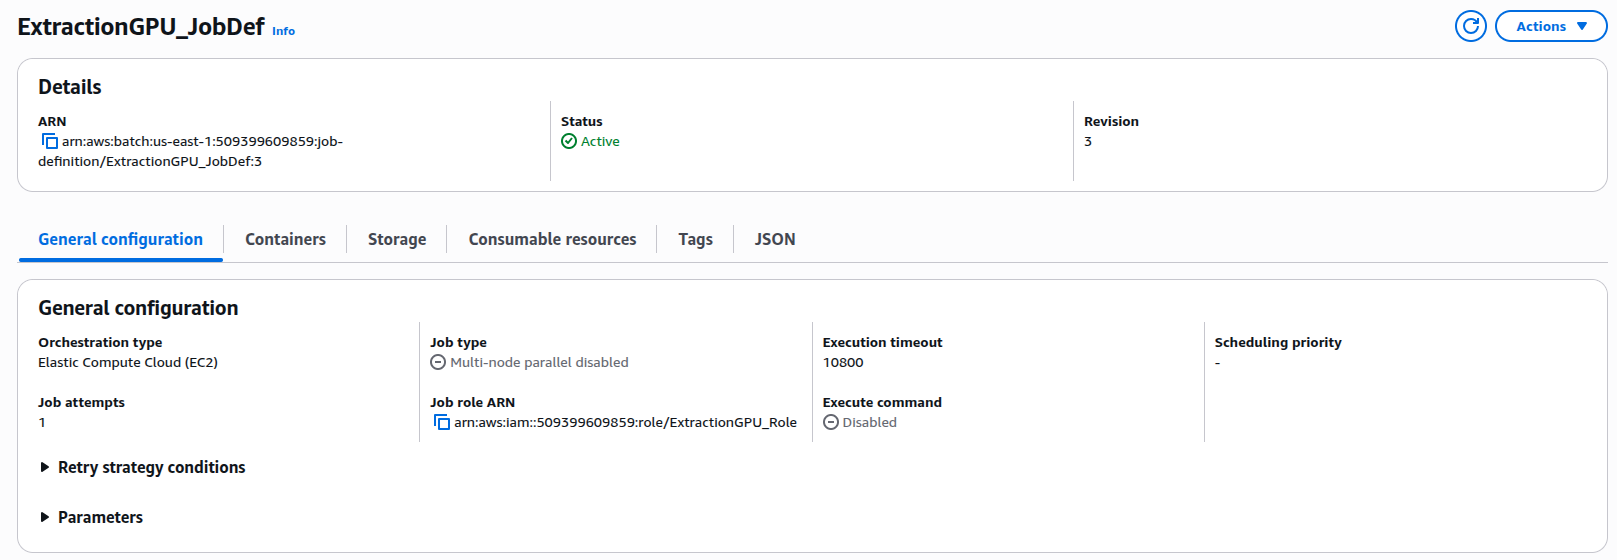 ExtractionGPU_JobDef Info
Actions
Details
ARN
arn:aws:batch:us-east-1:509399609859:job-
definition/ExtractionGPU_JobDef:3
Status
Active
Revision
3
General configuration
Containers
Storage
Consumable resources
Tags
JSON
General configuration
Orchestration type
Elastic Compute Cloud (EC2)
Job type
Multi-node parallel disabled
Execution timeout
10800
Scheduling priority
-
Job attempts
1
Job role ARN
arn:aws:iam::509399609859:role/ExtractionGPU_Role
Execute command
Disabled
Retry strategy conditions
Parameters